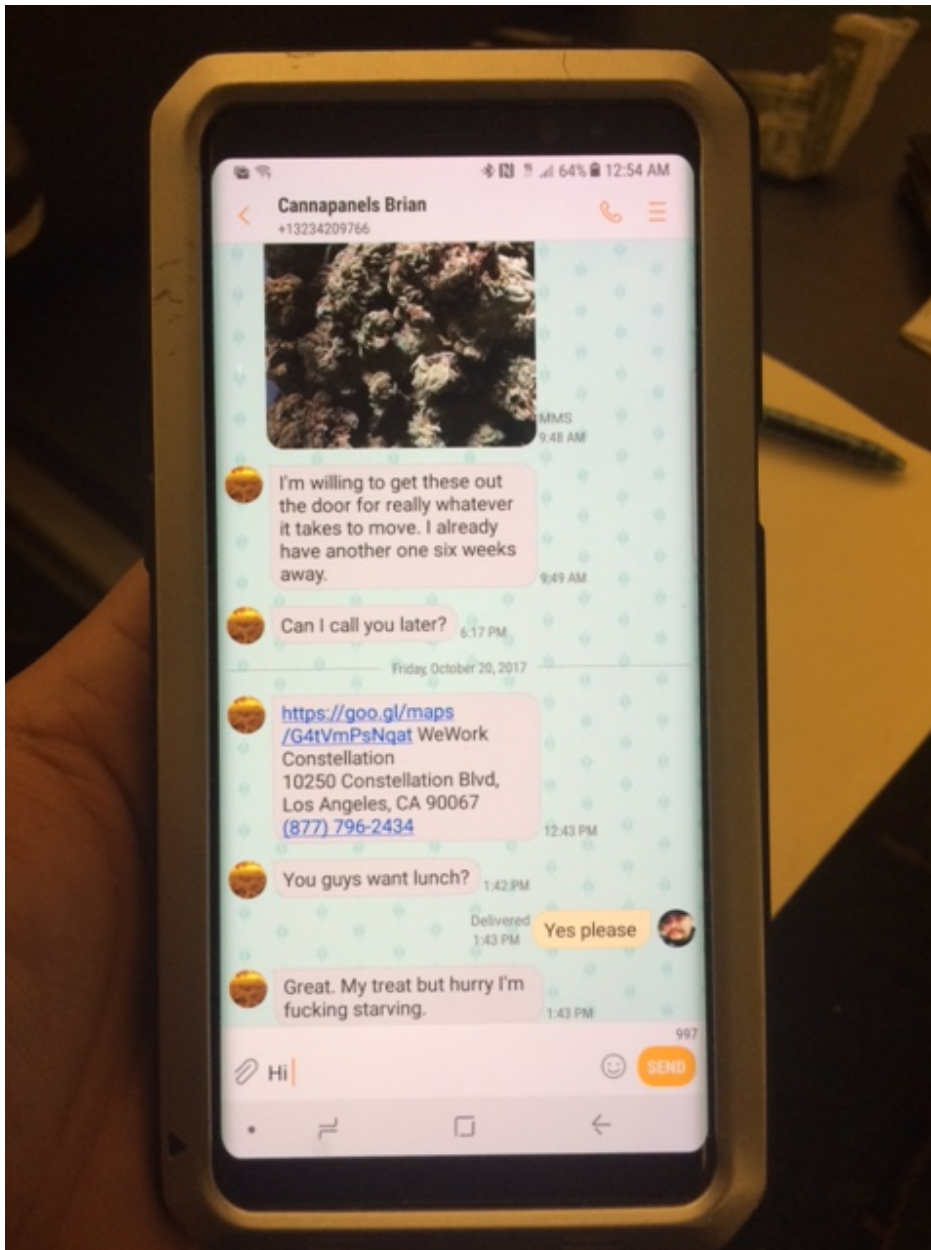 64% 12:54 AM
Cannapanels Brian
+13234209766
MMS
9:48 AM
I'm willing to get these out
the door for really whatever
it takes to move. I already
have another one six weeks
away.
9:49 AM
Can I call you later?
6:17 PM
Friday, October 20, 2017
https://goo.gl/maps
/G4tVmPsNqat WeWork
Constellation
10250 Constellation Blvd,
Los Angeles, CA 90067
(877) 796-2434
12:43 PM
You guys want lunch?
1:42 PM
Delivered
1:43 PM
Yes please
Great. My treat but hurry I'm
fucking starving.
1:43 PM
997
Hi
SEND